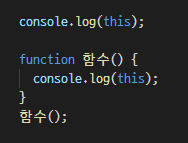 console.log(this);

function 함수() {
  console.log(this);
}
함수();